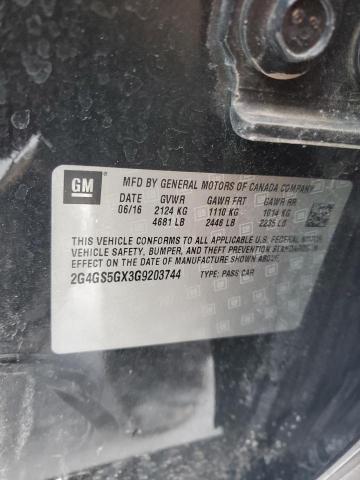 GM
MFD BY GENERAL MOTORS OF CANADA COMPANY
DATE GVWR GAWR FRT GAWR RR
06/16 2124 KG 1110 KG 1014 KG
4681 LB 2446 LB 2235 LB
THIS VEHICLE CONFORMS TO ALL APPLICABLE U.S. FEDERAL
VEHICLE SAFETY, BUMPER, AND THEFT PREVENTION STANDARDS
EFFECT ON THE DATE OF MANUFACTURE SHOWN ABOVE.
2G4GS5GX3G9203744 TYPE: PASS CAR